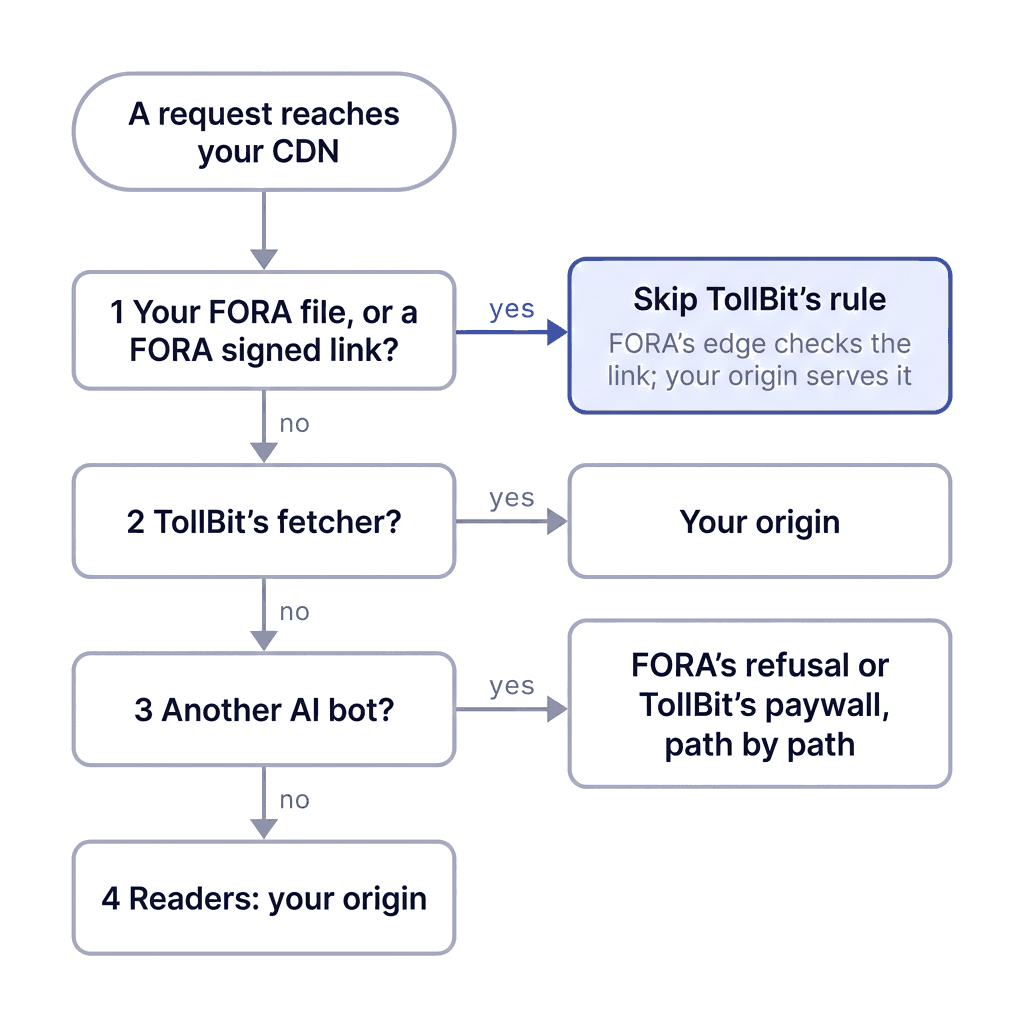 A request reaches
your CDN
1 Your FORA file, or a
FORA signed link?
yes
Skip TollBit’s rule
FORA’s edge checks the
link; your origin serves it
no
2 TollBit’s fetcher?
yes
Your origin
no
3 Another AI bot?
yes
FORA’s refusal or
TollBit’s paywall,
path by path
no
4 Readers: your origin